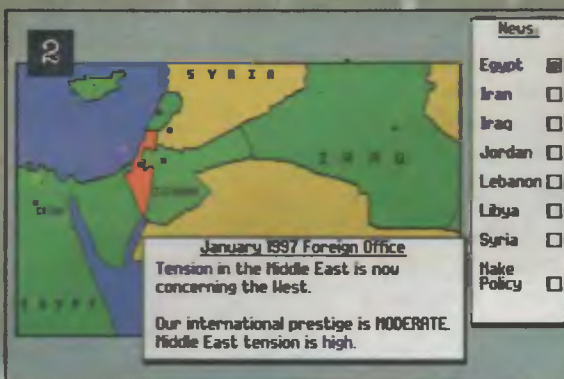 2
SYRIA
IRAQ
JORDAN
EGYPT
January 1997 Foreign Office
Tension in the Middle East is now
concerning the West.
Our international prestige is MODERATE.
Middle East tension is high.
News:
Egypt
Iran
Iraq
Jordan
Lebanon
Libya
Syria
Make
Policy